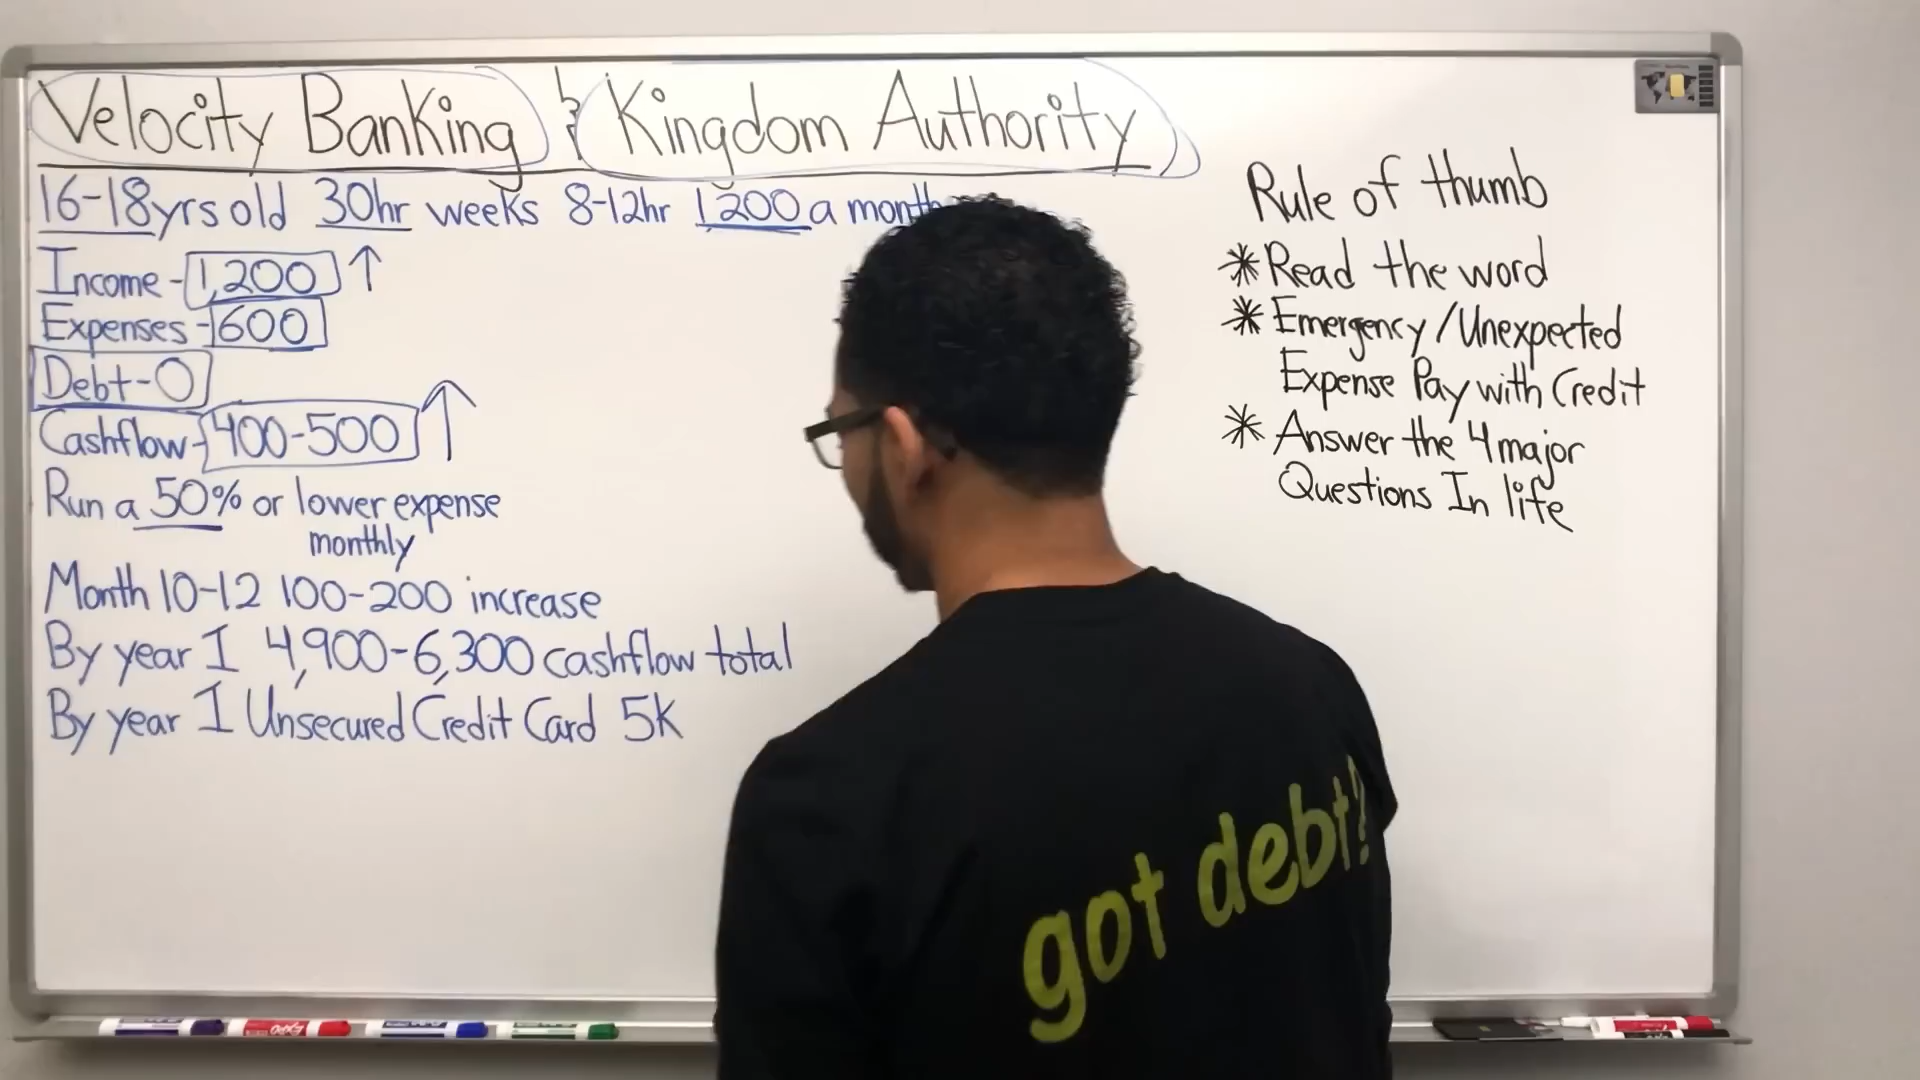 Velocity Banking & Kingdom Authority
16-18yrs old 30hr weeks 8-12hr 1,200 a month
Income - 1,200 ↑
Expenses - 600
Debt - 0
Cashflow - 400-500 ↑
Run a 50% or lower expense
monthly
Month 10-12 100-200 increase
By year 1 4,900-6,300 cashflow total
By year 1 Unsecured Credit Card 5K
Rule of thumb
* Read the word
* Emergency/Unexpected
Expense Pay with Credit
* Answer the 4 major
Questions In life
got debt?
EXPO